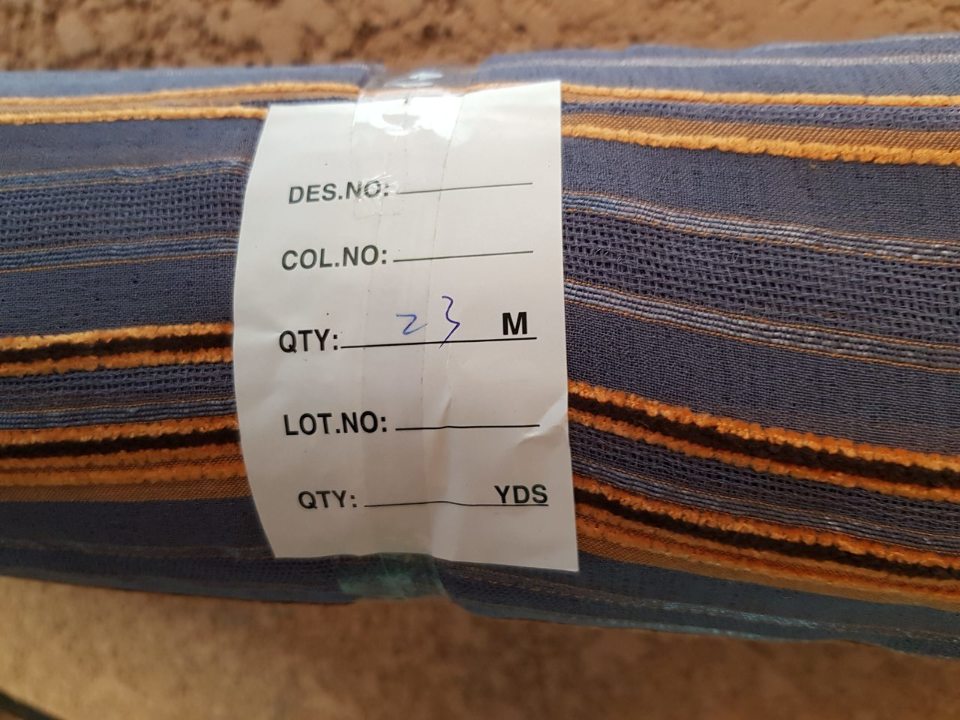 DES.NO:
COL.NO:
QTY: 23 M
LOT.NO:
QTY: YDS